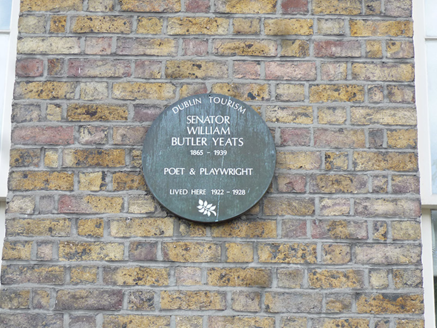 DUBLIN TOURISM
SENATOR
WILLIAM
BUTLER YEATS
1865 - 1939
POET & PLAYWRIGHT
LIVED HERE 1922 - 1928